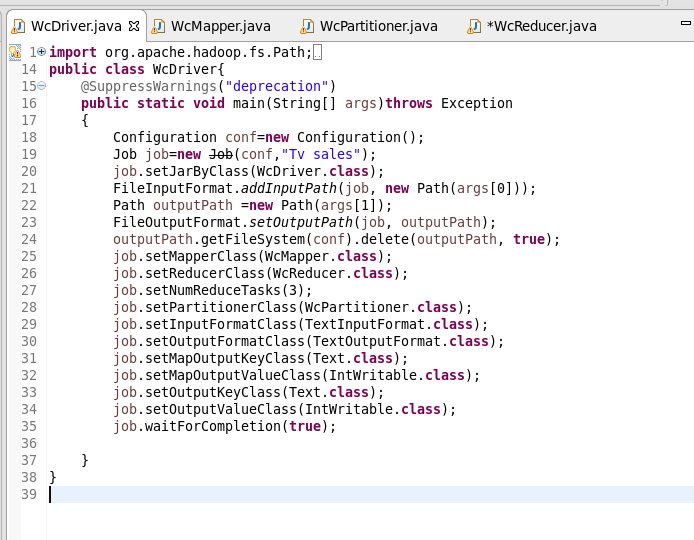 WcDriver.java WcMapper.java WcPartitioner.java *WcReducer.java
1 import org.apache.hadoop.fs.Path;
14 public class WcDriver{
15     @SuppressWarnings("deprecation")
16     public static void main(String[] args)throws Exception
17     {
18         Configuration conf=new Configuration();
19         Job job=new Job(conf,"Tv sales");
20         job.setJarByClass(WcDriver.class);
21         FileInputFormat.addInputPath(job, new Path(args[0]));
22         Path outputPath =new Path(args[1]);
23         FileOutputFormat.setOutputPath(job, outputPath);
24         outputPath.getFileSystem(conf).delete(outputPath, true);
25         job.setMapperClass(WcMapper.class);
26         job.setReducerClass(WcReducer.class);
27         job.setNumReduceTasks(3);
28         job.setPartitionerClass(WcPartitioner.class);
29         job.setInputFormatClass(TextInputFormat.class);
30         job.setOutputFormatClass(TextOutputFormat.class);
31         job.setMapOutputKeyClass(Text.class);
32         job.setMapOutputValueClass(IntWritable.class);
33         job.setOutputKeyClass(Text.class);
34         job.setOutputValueClass(IntWritable.class);
35         job.waitForCompletion(true);
36
37     }
38 }
39